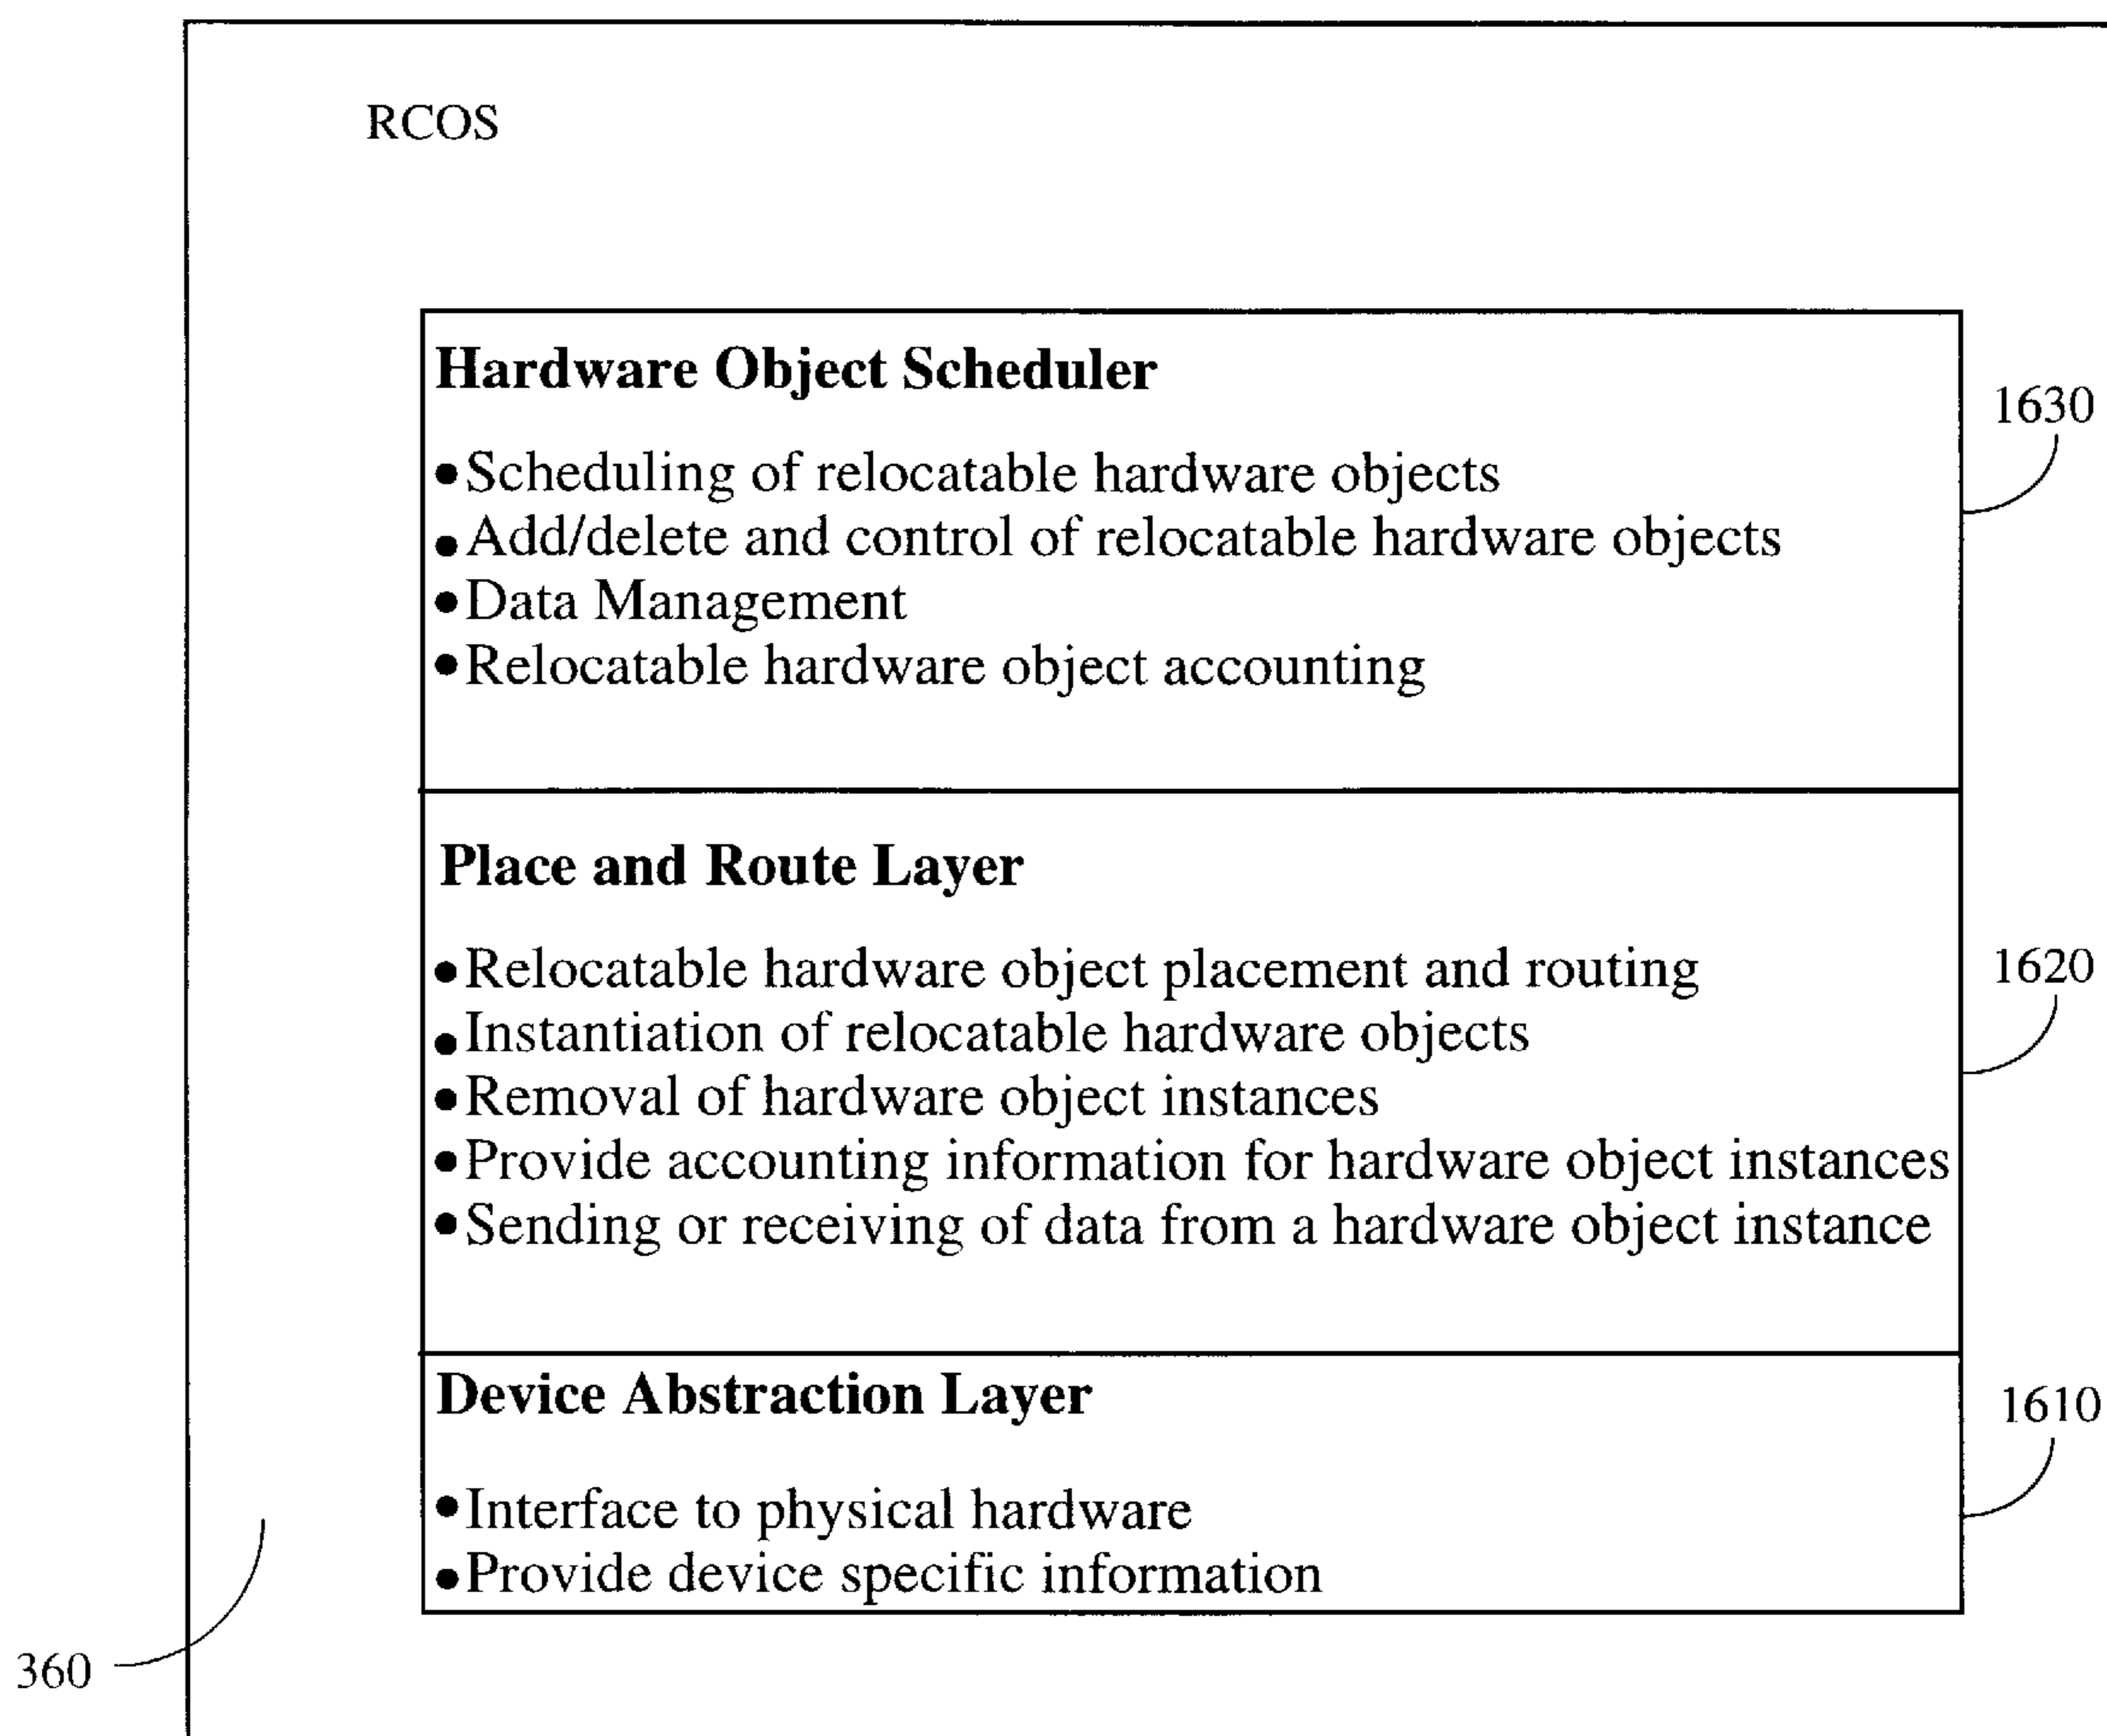 RCOS
Hardware Object Scheduler
1630
•Scheduling of relocatable hardware objects
•Add/delete and control of relocatable hardware objects
•Data Management
•Relocatable hardware object accounting
Place and Route Layer
1620
•Relocatable hardware object placement and routing
•Instantiation of relocatable hardware objects
•Removal of hardware object instances
•Provide accounting information for hardware object instances
•Sending or receiving of data from a hardware object instance
Device Abstraction Layer
1610
•Interface to physical hardware
•Provide device specific information
360